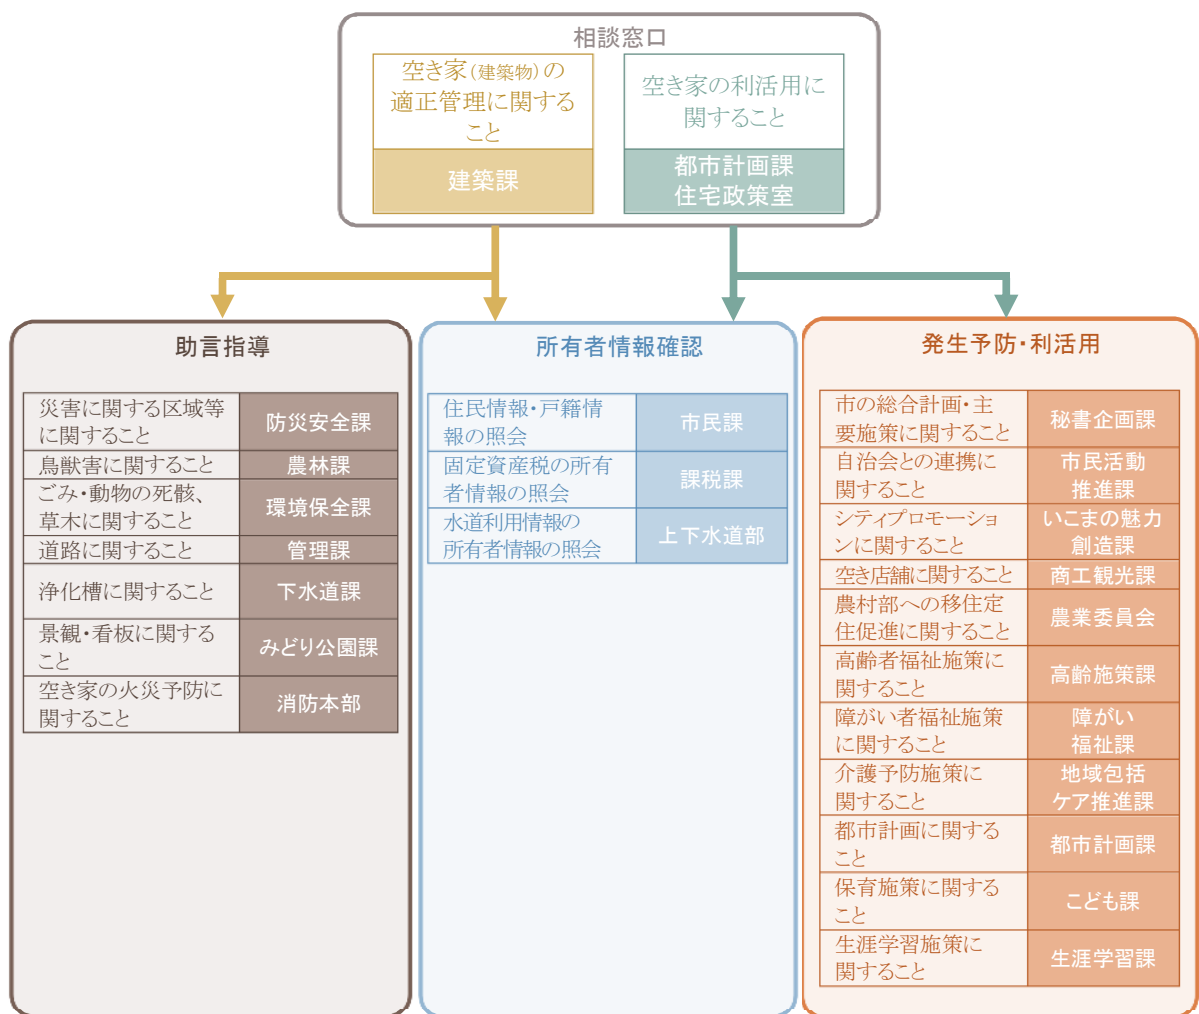 相談窓口
空き家(建築物)の
適正管理に関する
こと
建築課
空き家の利活用に
関すること
都市計画課
住宅政策室
助言指導
災害に関する区域等
に関すること
防災安全課
鳥獣害に関すること
農林課
ごみ・動物の死骸、
草木に関すること
環境保全課
道路に関すること
管理課
浄化槽に関すること
下水道課
景観・看板に関する
こと
みどり公園課
空き家の火災予防に
関すること
消防本部
所有者情報確認
住民情報・戸籍情
報の照会
市民課
固定資産税の所有
者情報の照会
課税課
水道利用情報の
所有者情報の照会
上下水道部
発生予防・利活用
市の総合計画・主
要施策に関すること
秘書企画課
自治会との連携に
関すること
市民活動
推進課
シティプロモーショ
ンに関すること
いこまの魅力
創造課
空き店舗に関すること
商工観光課
農村部への移住定
住促進に関すること
農業委員会
高齢者福祉施策に
関すること
高齢施策課
障がい者福祉施策
に関すること
障がい
福祉課
介護予防施策に
関すること
地域包括
ケア推進課
都市計画に関する
こと
都市計画課
保育施策に関する
こと
こども課
生涯学習施策に
関すること
生涯学習課